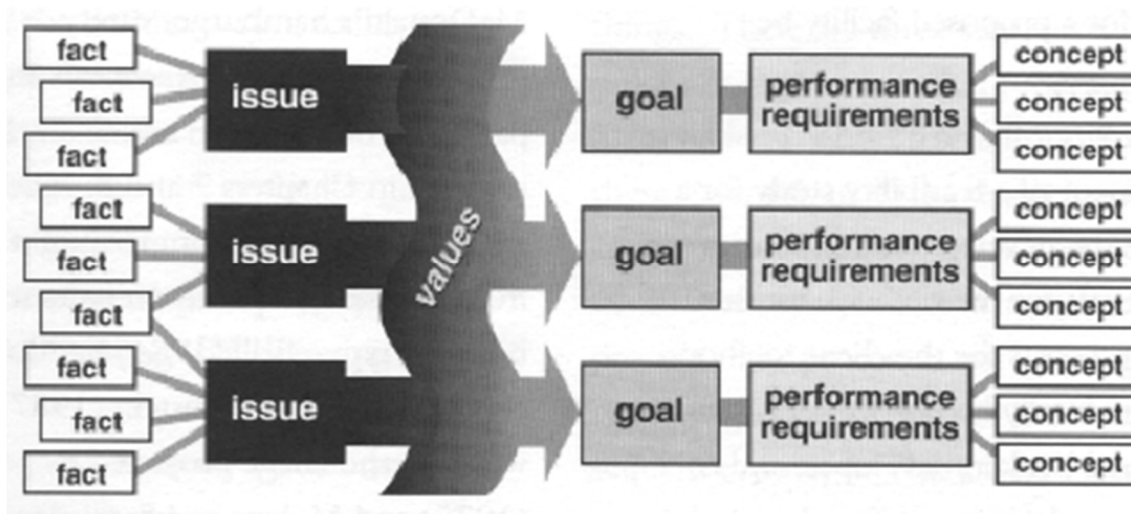 fact
fact
fact
issue
goal
performance
requirements
concept
concept
concept
fact
fact
fact
issue
values
goal
performance
requirements
concept
concept
concept
fact
fact
fact
issue
goal
performance
requirements
concept
concept
concept